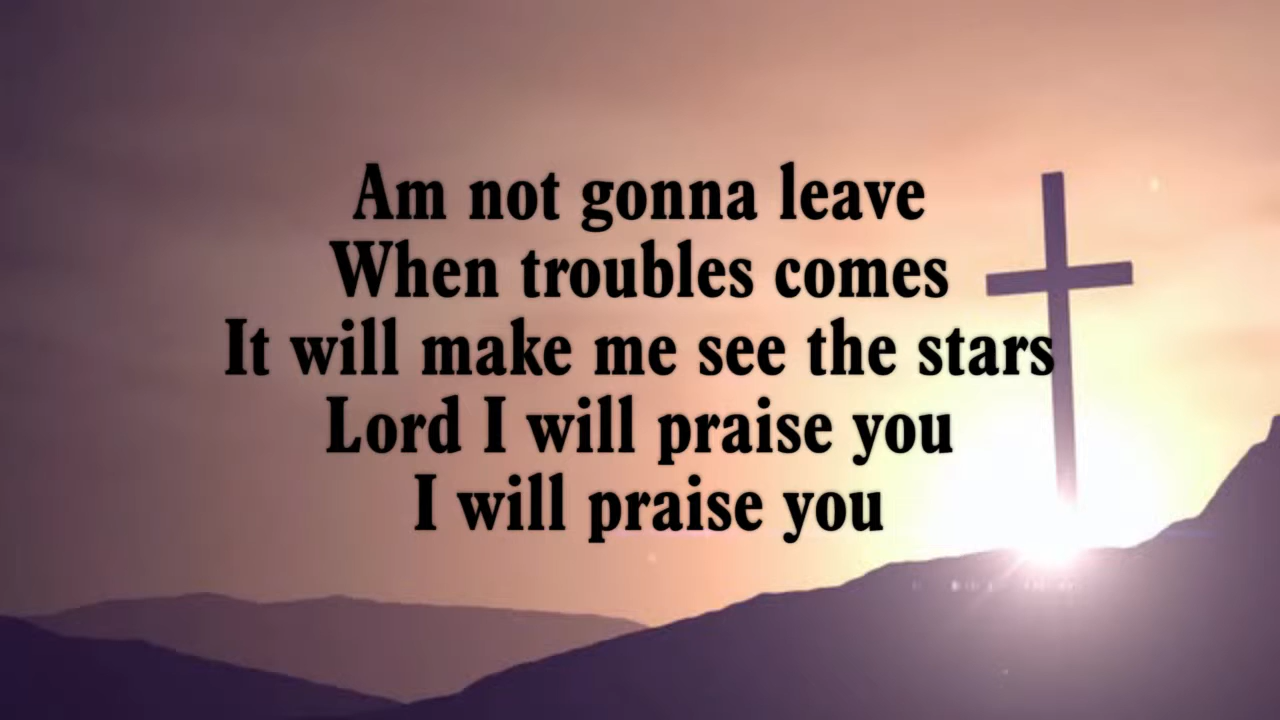 Am not gonna leave
When troubles comes
It will make me see the stars
Lord I will praise you
I will praise you